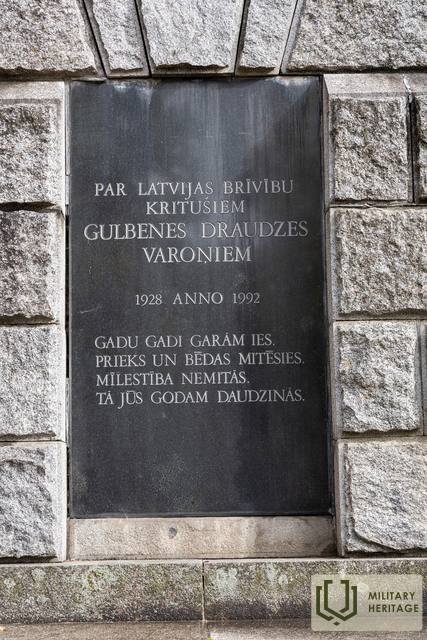 PAR LATVIJAS BRĪVĪBU
KRITUŠIEM
GULBENES DRAUDZES
VAROŅIEM
1928 ANNO 1992
GADU GADI GARĀM IES.
PRIEKS UN BĒDAS MITĒSIES.
MĪLESTĪBA NEMITĀS.
TĀ JŪS GODAM DAUDZINĀS.
MILITARY
HERITAGE